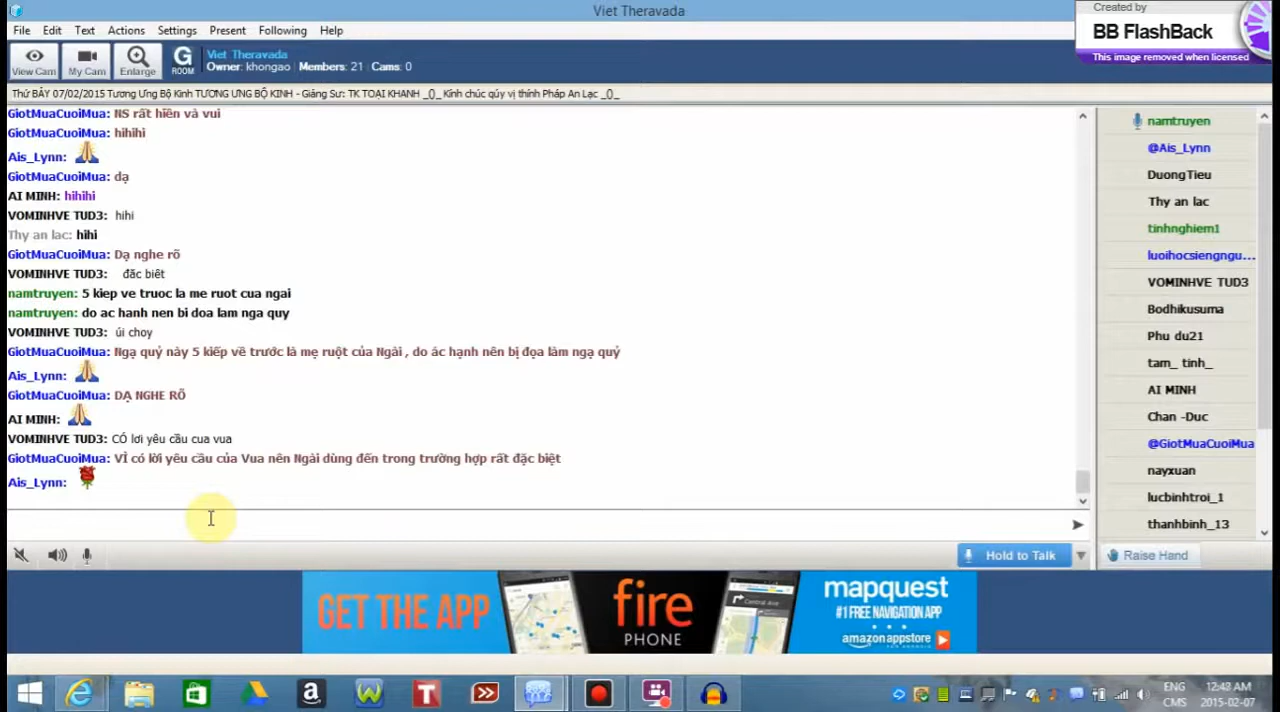 Viet Theravada
Created by
BB FlashBack
This image removed when licensed
File Edit Text Actions Settings Present Following Help
View Cam My Cam Enlarge G ROOM
Viet Theravada
Owner: khongao Members: 21 Cams: 0
Thứ BẢY 07/02/2015 Tương Ưng Bộ Kinh TƯƠNG ƯNG BỘ KINH - Giảng Sư: TK TOẠI KHANH _()_ Kính chúc qúy vị thính Pháp An Lạc _()_
GiotMuaCuoiMua: NS rất hiền và vui
GiotMuaCuoiMua: hihihi
Ais_Lynn:
GiotMuaCuoiMua: dạ
AI MINH: hihihi
VOMINHVE TUD3: hihi
Thy an lac: hihi
GiotMuaCuoiMua: Dạ nghe rõ
VOMINHVE TUD3: đăc biêt
namtruyen: 5 kiep ve truoc la me ruot cua ngai
namtruyen: do ac hanh nen bi doa lam nga quy
VOMINHVE TUD3: úi choy
GiotMuaCuoiMua: Ngạ quỷ này 5 kiếp về trước là mẹ ruột của Ngài , do ác hạnh nên bị đọa làm ngạ quỷ
Ais_Lynn:
GiotMuaCuoiMua: DẠ NGHE RÕ
AI MINH:
VOMINHVE TUD3: CÓ lơi yêu cầu cua vua
GiotMuaCuoiMua: VÌ có lời yêu cầu của Vua nên Ngài dùng đến trong trường hợp rất đặc biệt
Ais_Lynn:
namtruyen
@Ais_Lynn
DuongTieu
Thy an lac
tinhnghiem1
luoihocsiengngu...
VOMINHVE TUD3
Bodhikusuma
Phu du21
tam_ tinh_
AI MINH
Chan -Duc
@GiotMuaCuoiMua
nayxuan
lucbinhtroi_1
thanhbinh_13
Hold to Talk
Raise Hand
GET THE APP
fire
PHONE
mapquest
#1 FREE NAVIGATION APP
amazon appstore
FOR ANDROID
ENG
CMS
12:43 AM
2015-02-07